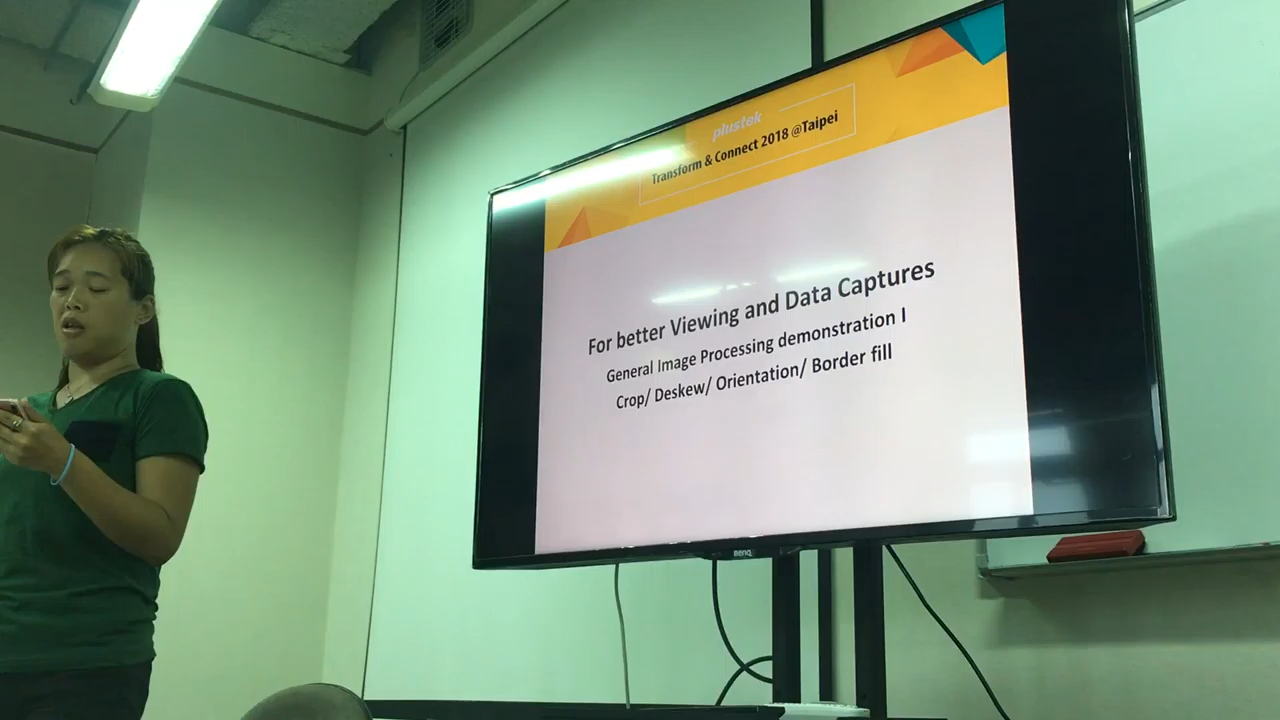 plustek
Transform & Connect 2018 @Taipei
For better Viewing and Data Captures
General Image Processing demonstration I
Crop/ Deskew/ Orientation/ Border fill
BenQ